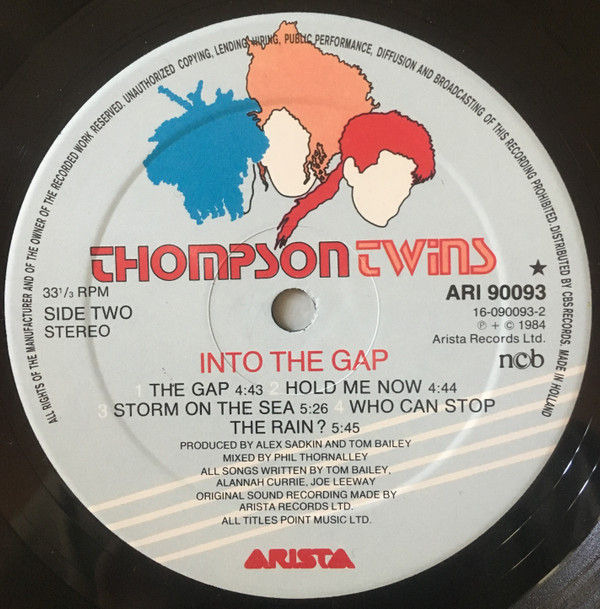 ALL RIGHTS OF THE MANUFACTURER AND OF THE OWNER OF THE RECORDED WORK RESERVED. UNAUTHORIZED COPYING, LENDING, HIRING, PUBLIC PERFORMANCE, DIFFUSION AND BROADCASTING OF THIS RECORDING PROHIBITED. DISTRIBUTED BY CBS RECORDS. MADE IN HOLLAND
THOMPSON TWINS
33 1/3 RPM
SIDE TWO
STEREO
ARI 90093
16-090093-2
℗ + © 1984
Arista Records Ltd.
ncb
INTO THE GAP
1 THE GAP 4:43 2 HOLD ME NOW 4:44
3 STORM ON THE SEA 5:26 4 WHO CAN STOP
THE RAIN? 5:45
PRODUCED BY ALEX SADKIN AND TOM BAILEY
MIXED BY PHIL THORNALLEY
ALL SONGS WRITTEN BY TOM BAILEY,
ALANNAH CURRIE, JOE LEEWAY
ORIGINAL SOUND RECORDING MADE BY
ARISTA RECORDS LTD.
ALL TITLES POINT MUSIC LTD.
ARISTA